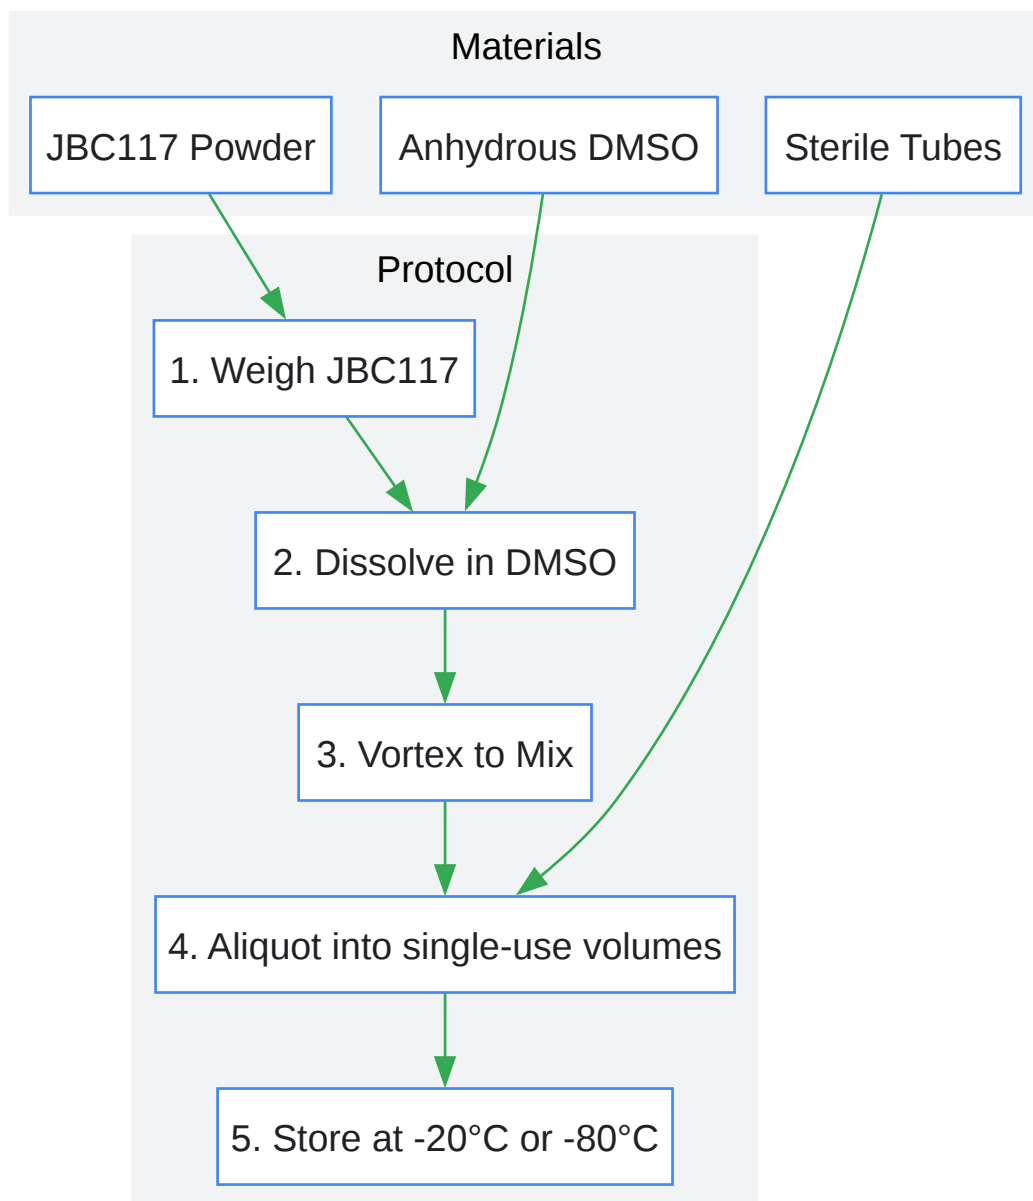 Materials
JBC117 Powder
Anhydrous DMSO
Sterile Tubes
Protocol
1. Weigh JBC117
2. Dissolve in DMSO
3. Vortex to Mix
4. Aliquot into single-use volumes
5. Store at -20°C or -80°C